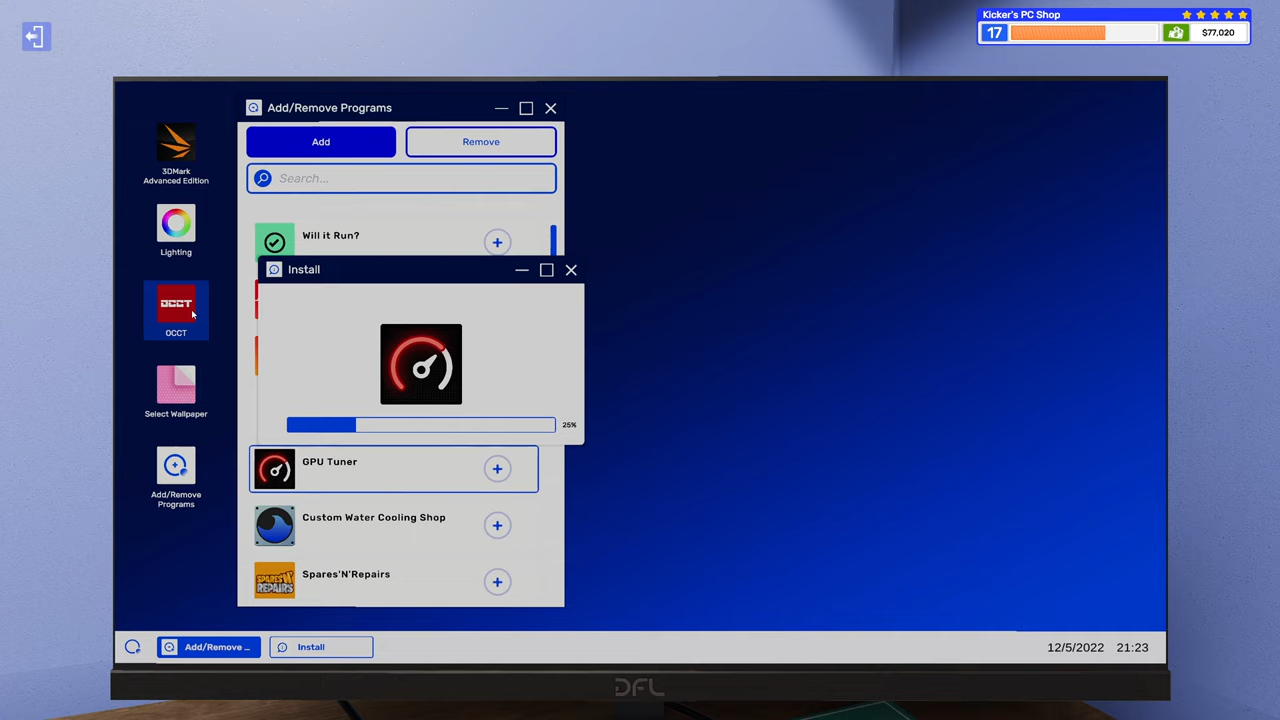 Kicker's PC Shop
17
$77,020
Add/Remove Programs
Add
Remove
Search...
Will it Run?
Install
25%
GPU Tuner
Custom Water Cooling Shop
Spares'N'Repairs
SPARES'N'
REPAIRS
3DMark
Advanced Edition
Lighting
OCCT
OCCT
Select Wallpaper
Add/Remove
Programs
Add/Remove ...
Install
12/5/2022 21:23
DFL